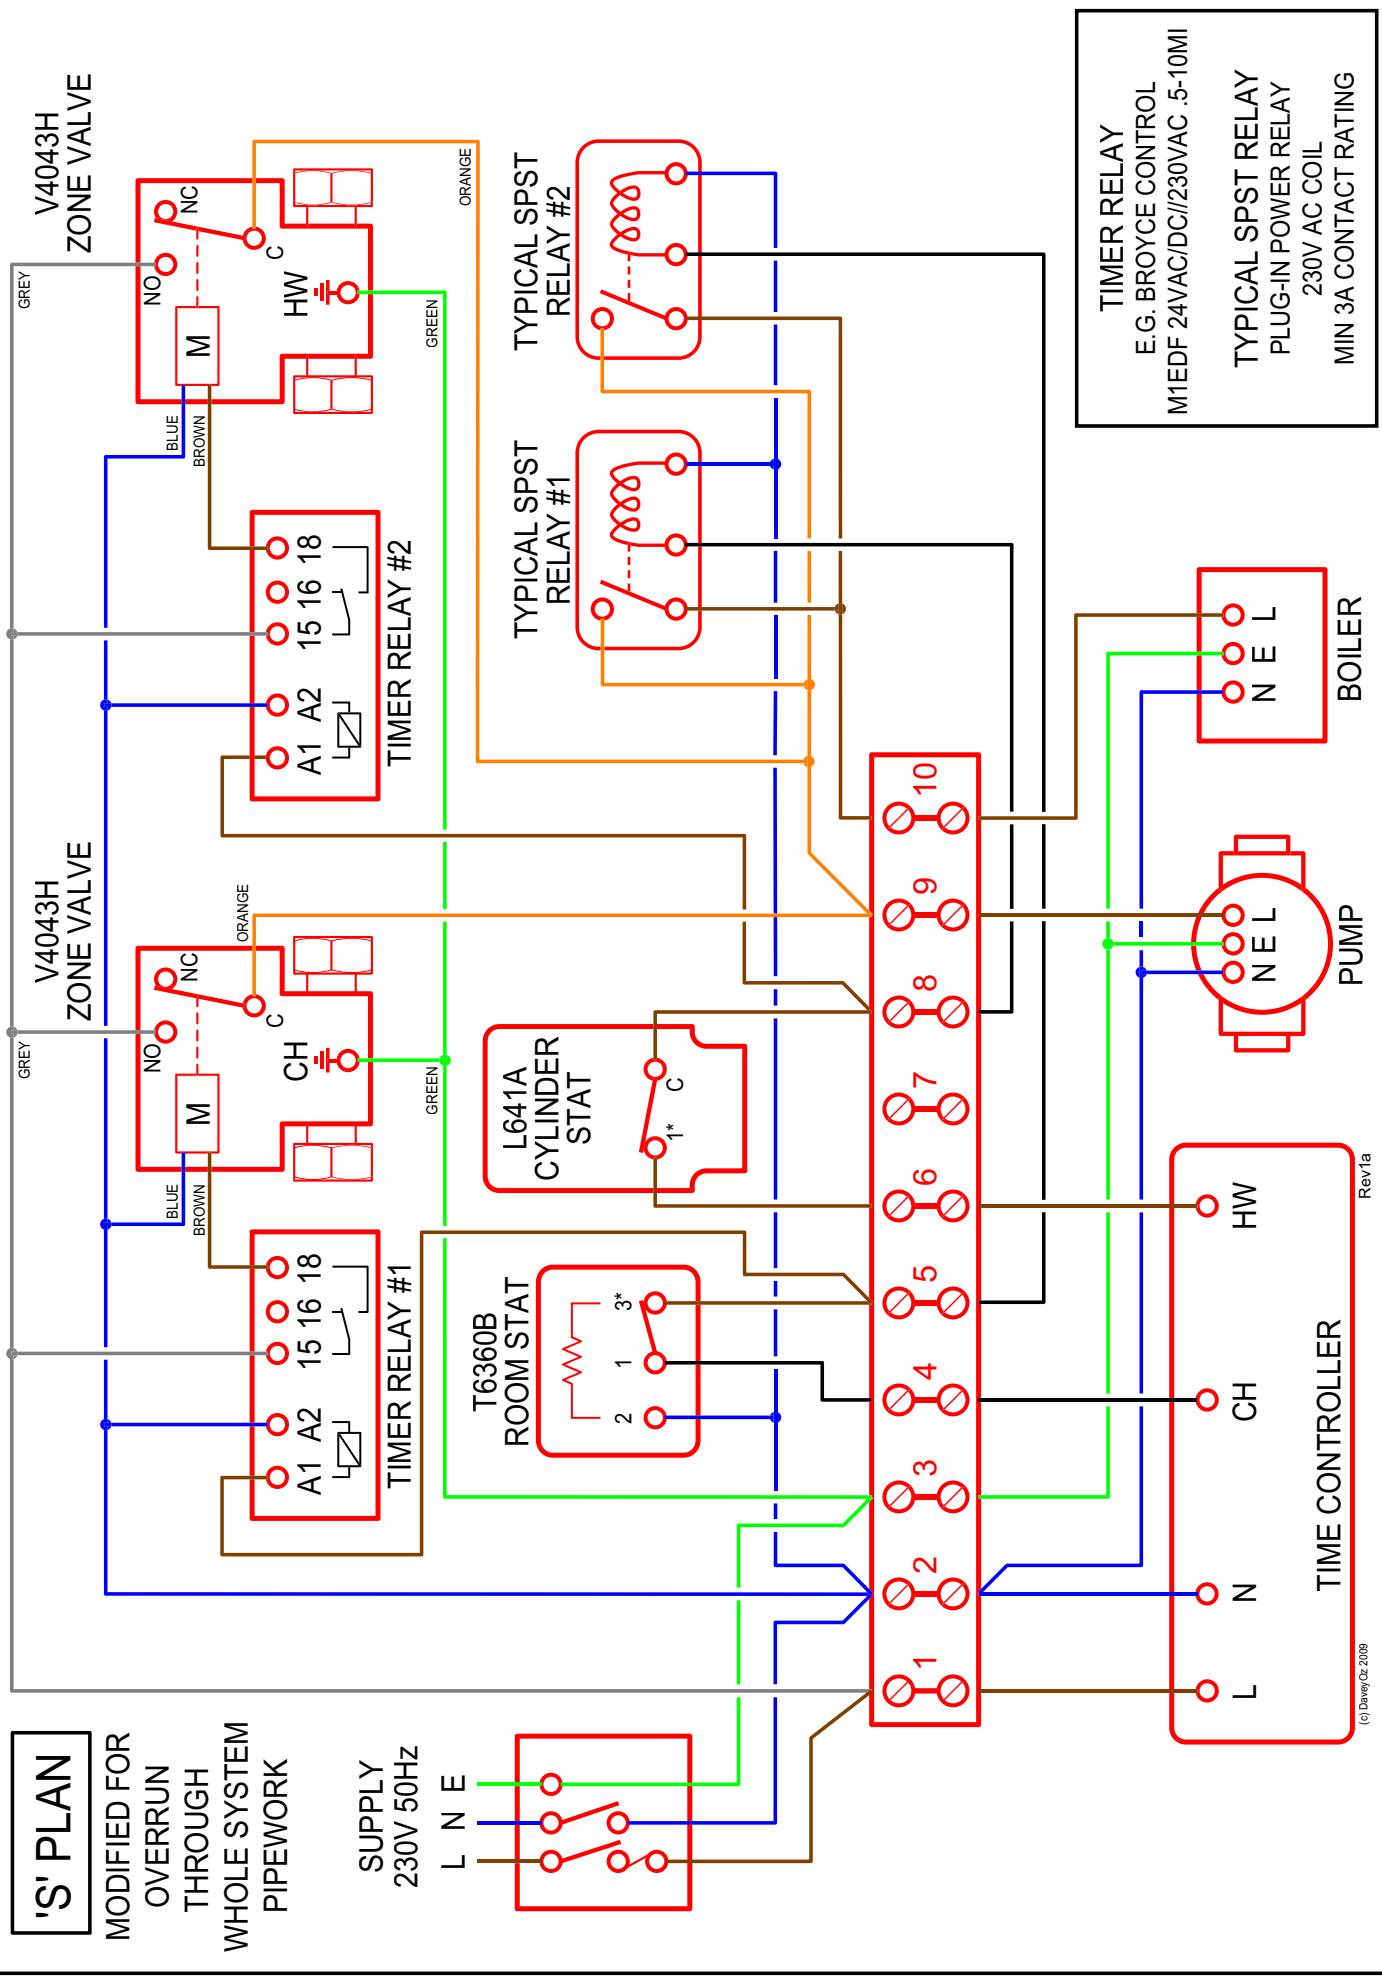 'S' PLAN
MODIFIED FOR
OVERRUN
THROUGH
WHOLE SYSTEM
PIPEWORK
SUPPLY
230V 50Hz
L N E
GREY
GREY
V4043H
ZONE VALVE
NO
NC
C
M
CH
BLUE
BROWN
ORANGE
GREEN
V4043H
ZONE VALVE
NO
NC
C
M
HW
BLUE
BROWN
ORANGE
GREEN
A1 A2 15 16 18
TIMER RELAY #1
A1 A2 15 16 18
TIMER RELAY #2
T6360B
ROOM STAT
2 1 3*
L641A
CYLINDER
STAT
1* C
TYPICAL SPST
RELAY #1
TYPICAL SPST
RELAY #2
1 2 3 4 5 6 7 8 9 10
L N CH HW
TIME CONTROLLER
N E L
PUMP
N E L
BOILER
TIMER RELAY
E.G. BROYCE CONTROL
M1EDF 24VAC/DC//230VAC .5-10MI
TYPICAL SPST RELAY
PLUG-IN POWER RELAY
230V AC COIL
MIN 3A CONTACT RATING
(c) DaveyOz 2009
Rev1a